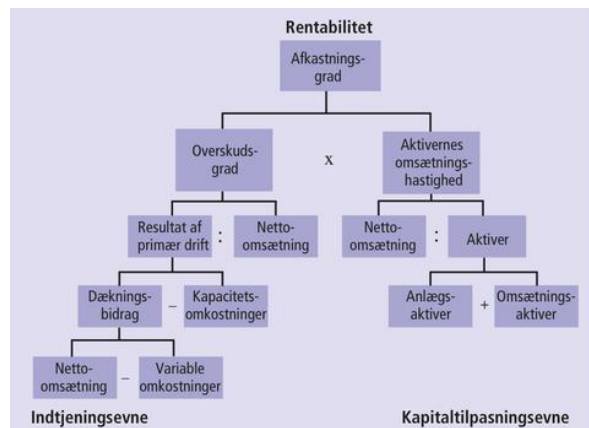 Rentabilitet
Afkastnings-
grad
Overskuds-
grad
x
Aktivernes
omsætnings-
hastighed
Resultat af
primær drift
:
Netto-
omsætning
Netto-
omsætning
:
Aktiver
Dæknings-
bidrag
–
Kapacitets-
omkostninger
Anlægs-
aktiver
+
Omsætnings-
aktiver
Netto-
omsætning
–
Variable
omkostninger
Indtjeningsevne
Kapitaltilpasningsevne